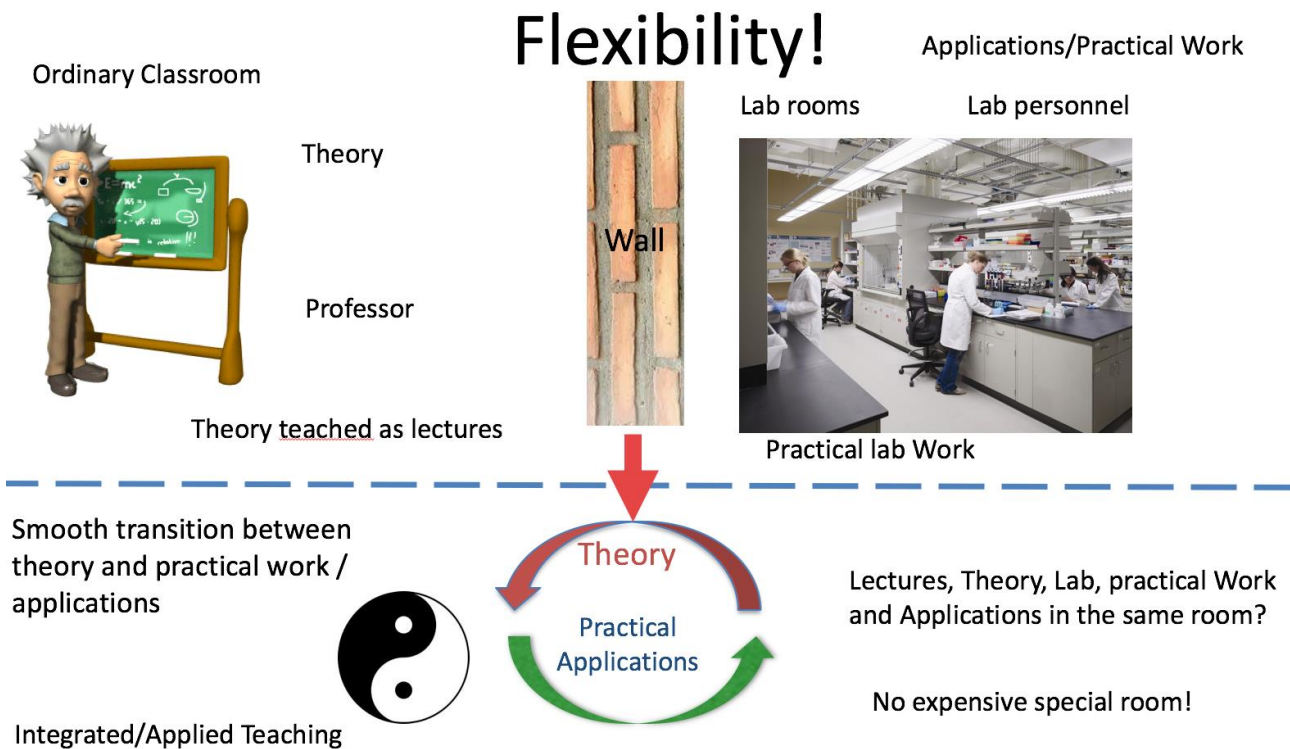 Flexibility!
Ordinary Classroom
Applications/Practical Work
Lab rooms
Lab personnel
Theory
Wall
Professor
Theory teached as lectures
Practical lab Work
E=mc²
Smooth transition between
theory and practical work /
applications
Theory
Practical
Applications
Lectures, Theory, Lab, practical Work
and Applications in the same room?
No expensive special room!
Integrated/Applied Teaching